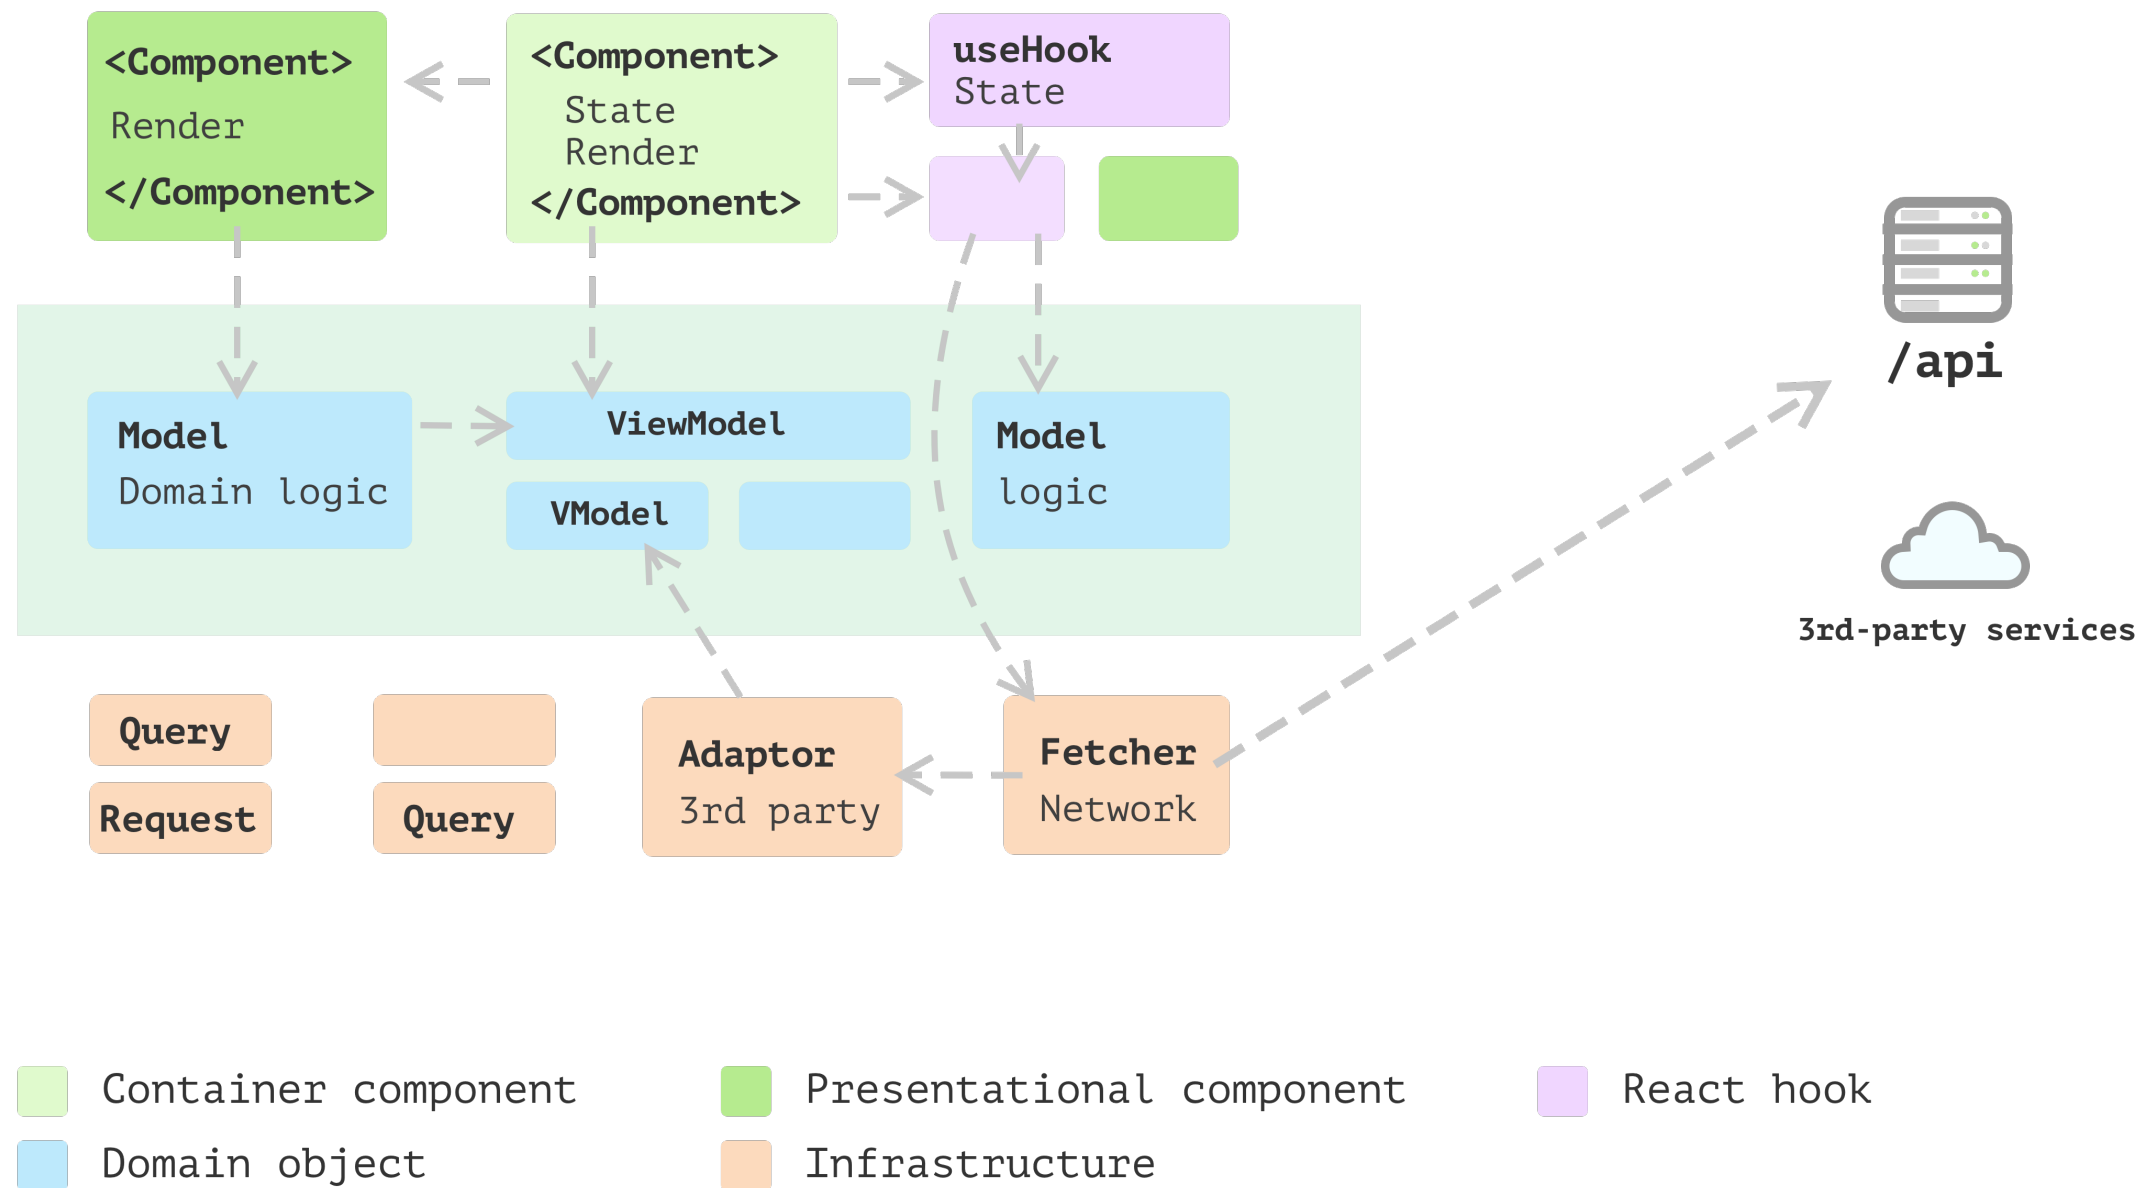 <Component>
Render
</Component>
<Component>
State
Render
</Component>
useHook
State
/api
Model
Domain logic
ViewModel
VModel
Model
logic
3rd-party services
Query
Request
Query
Adaptor
3rd party
Fetcher
Network
Container component
Presentational component
React hook
Domain object
Infrastructure